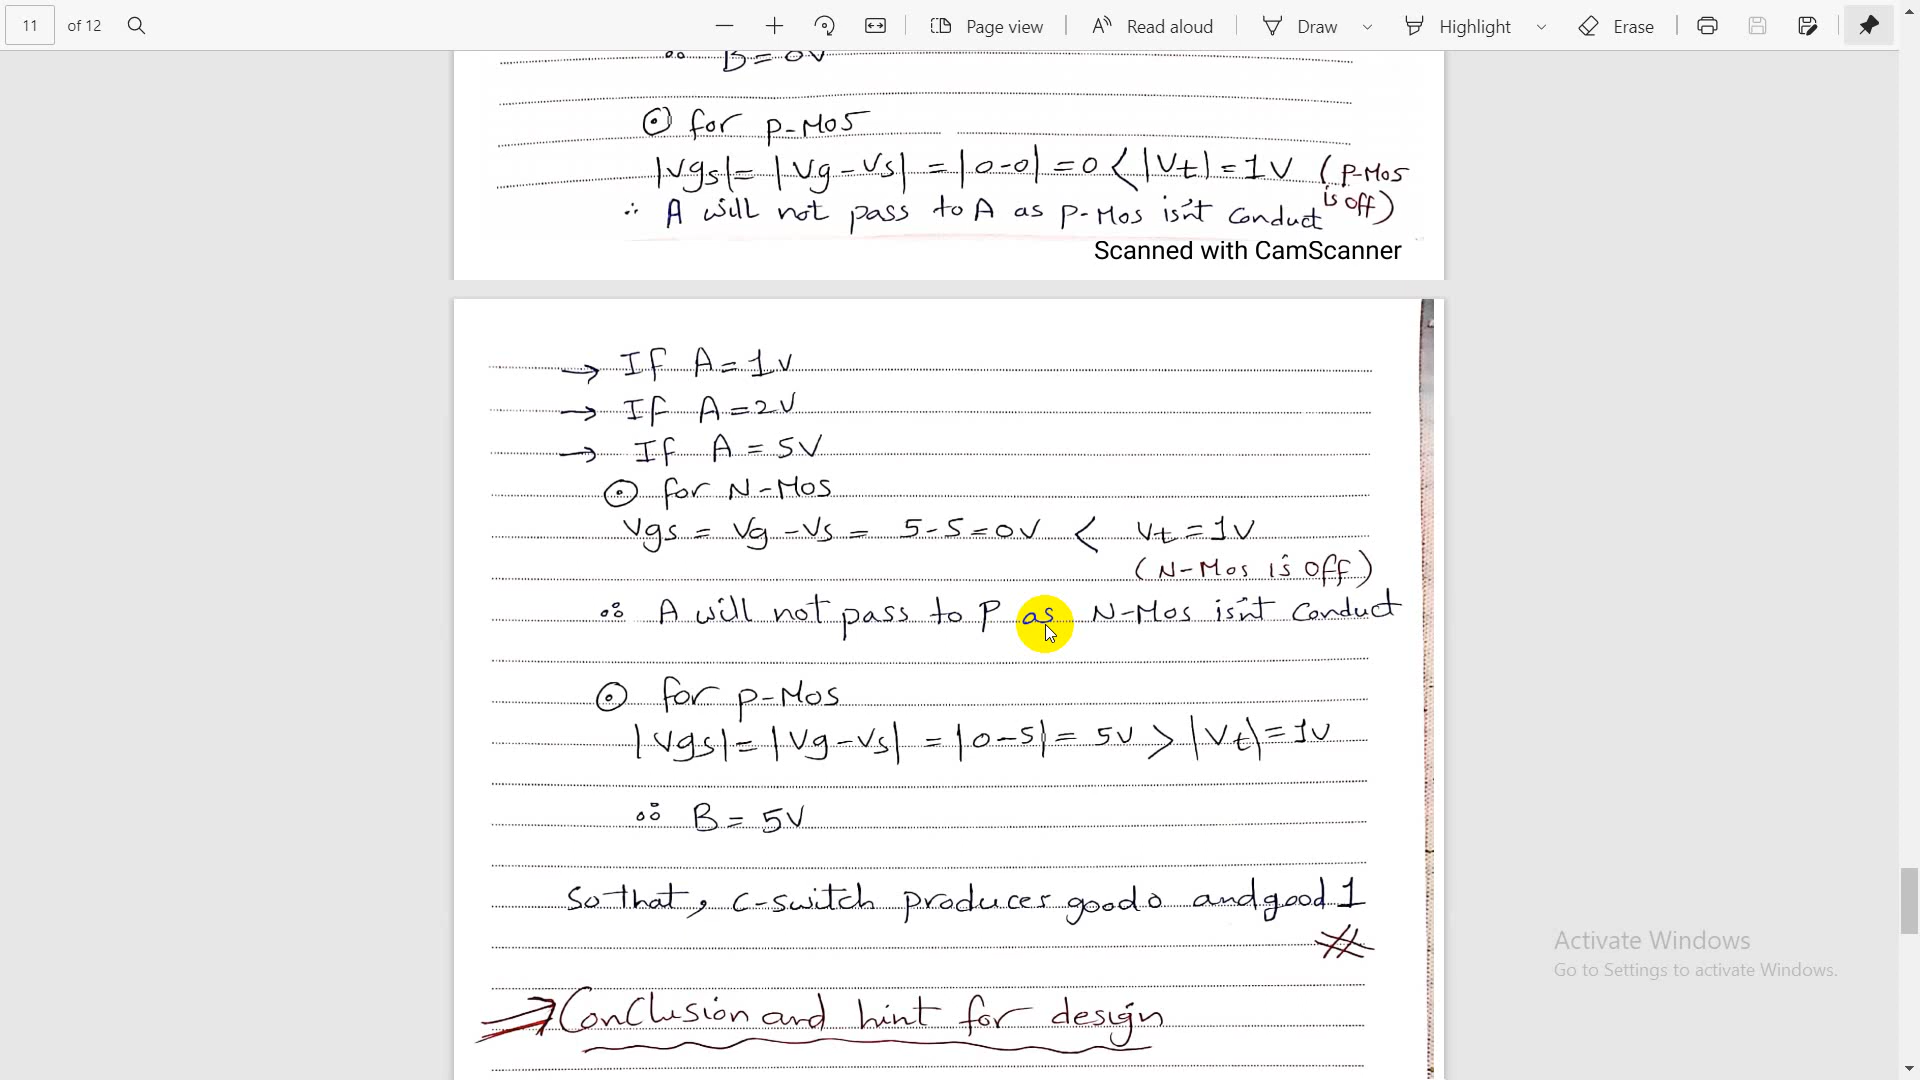 11 of 12 Page view Read aloud Draw Highlight Erase
∴ B = 0V
⊙ for P-MOS
|Vgs| = |Vg - Vs| = |0-0| = 0 < |Vt| = 1V (P-MOS is off)
∴ A will not pass to A as P-MOS isn't conduct
Scanned with CamScanner
→ If A = 1V
→ If A = 2V
→ If A = 5V
⊙ for N-MOS
Vgs = Vg - Vs = 5-5 = 0V < Vt = 1V
(N-MOS is off)
∴ A will not pass to P as N-MOS isn't conduct
⊙ for P-MOS
|Vgs| = |Vg - Vs| = |0-5| = 5V > |Vt| = 1V
∴ B = 5V
So that, C-switch produces good 0 and good 1
#
⇒ Conclusion and hint for design
Activate Windows
Go to Settings to activate Windows.